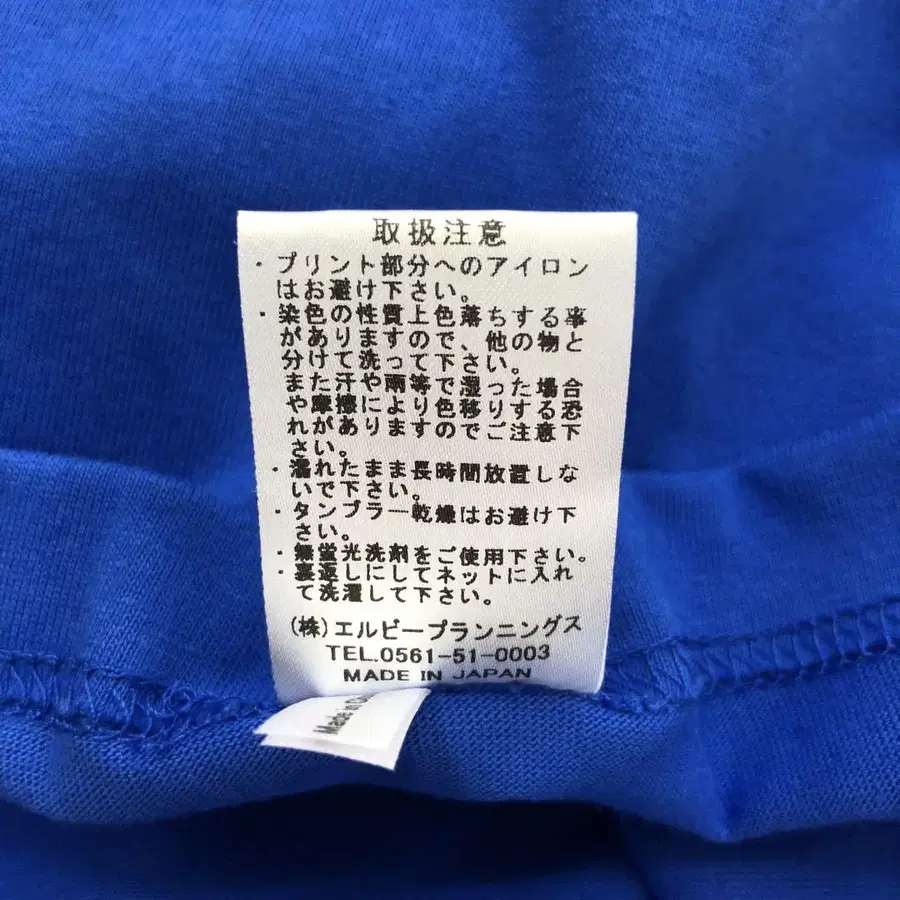 取扱注意
・プリント部分へのアイロン
はお避け下さい。
・染色の性質上色落ちする事
がありますので、他の物と
分けて洗って下さい。
また汗や雨等で湿った場合
や摩擦により色移りする恐
れがありますのでご注意下
さい。
・濡れたまま長時間放置しな
いで下さい。
・タンブラー乾燥はお避け下
さい。
・無蛍光洗剤をご使用下さい。
・裏返しにしてネットに入れ
て洗濯して下さい。
(株)エルビープランニングス
TEL.0561-51-0003
MADE IN JAPAN
Made in